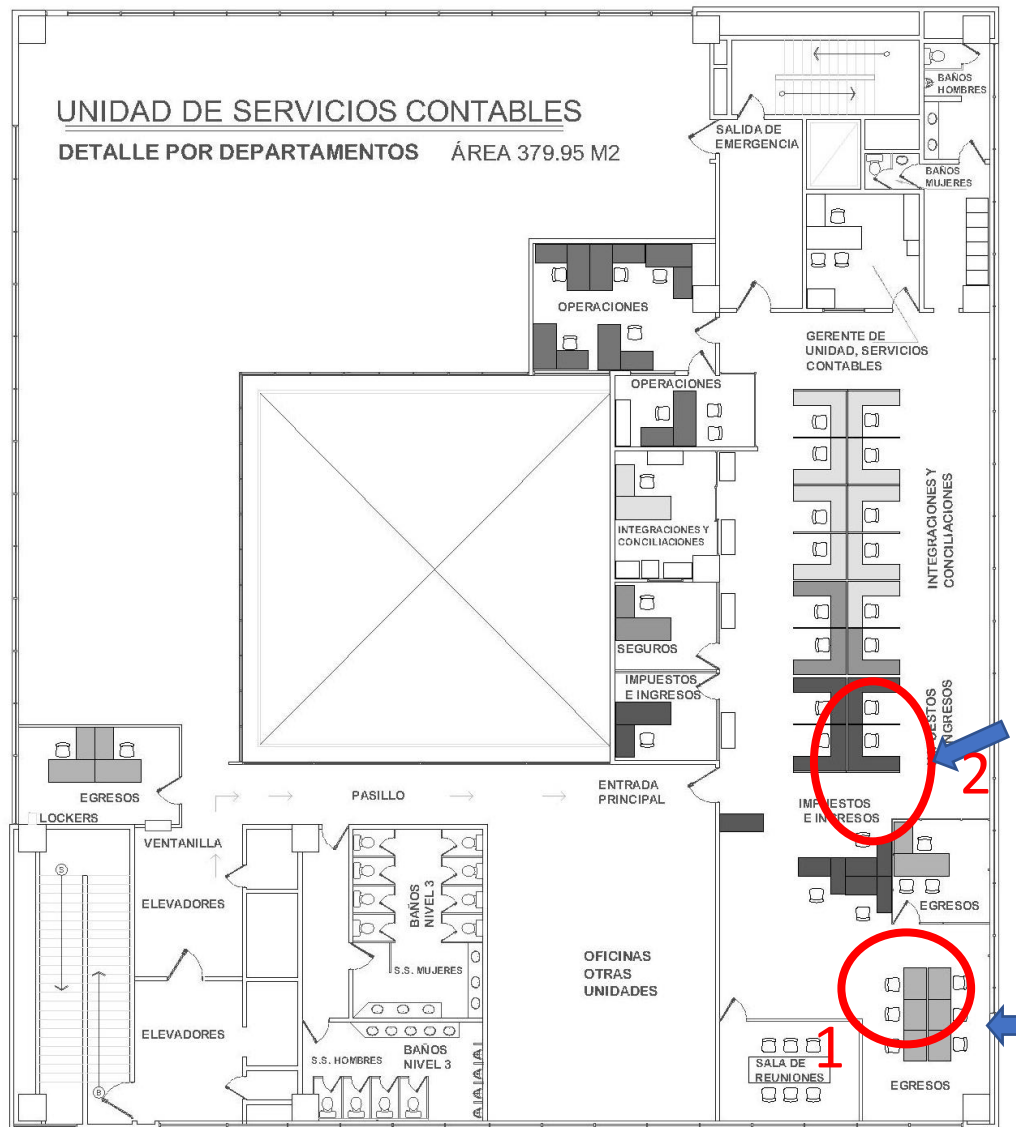 UNIDAD DE SERVICIOS CONTABLES
DETALLE POR DEPARTAMENTOS ÁREA 379.95 M2
BAÑOS
HOMBRES
SALIDA DE
EMERGENCIA
BAÑOS
MUJERES
OPERACIONES
GERENTE DE
UNIDAD, SERVICIOS
CONTABLES
OPERACIONES
INTEGRACIONES Y
CONCILIACIONES
INTEGRACIONES Y
CONCILIACIONES
SEGUROS
IMPUESTOS
E INGRESOS
2
EGRESOS
LOCKERS
VENTANILLA
PASILLO
ENTRADA
PRINCIPAL
IMPUESTOS
E INGRESOS
S
ELEVADORES
BAÑOS
NIVEL 3
EGRESOS
S.S. MUJERES
OFICINAS
OTRAS
UNIDADES
ELEVADORES
BAÑOS
NIVEL 3
S.S. HOMBRES
1
SALA DE
REUNIONES
EGRESOS
B